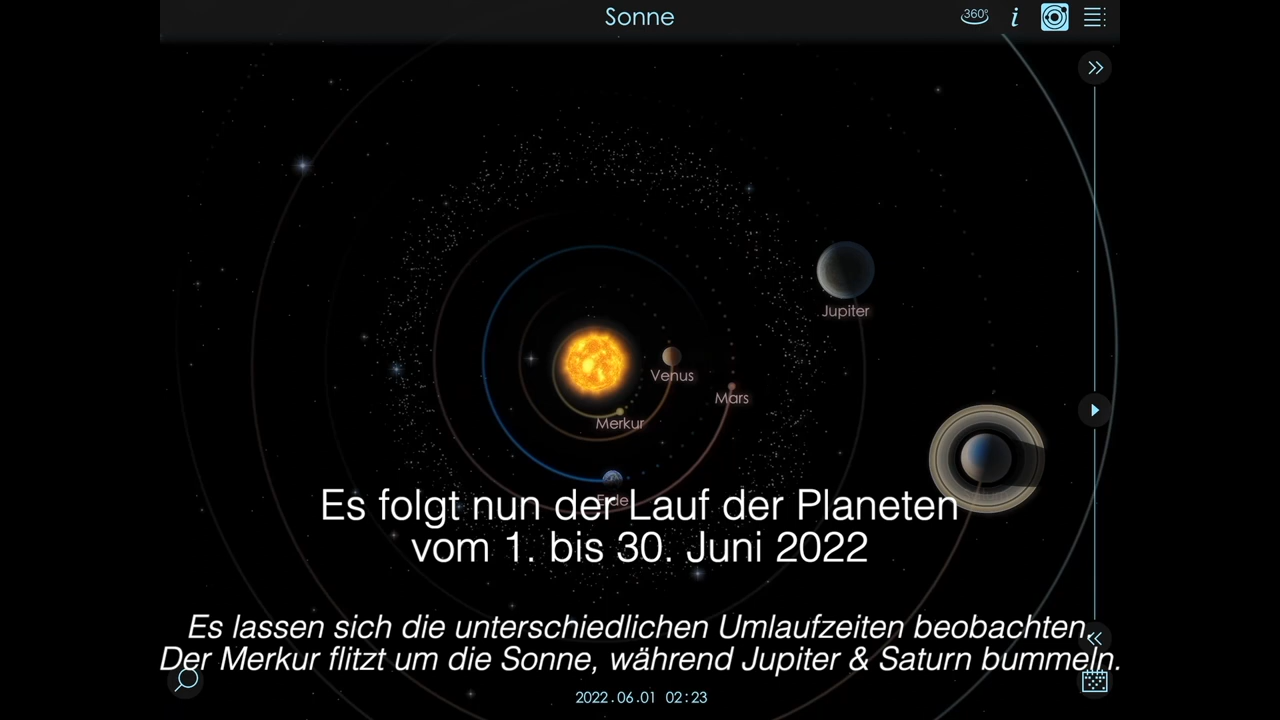 Sonne
360°
i
Jupiter
Venus
Mars
Merkur
Erde
Es folgt nun der Lauf der Planeten
vom 1. bis 30. Juni 2022
Es lassen sich die unterschiedlichen Umlaufzeiten beobachten.
Der Merkur flitzt um die Sonne, während Jupiter & Saturn bummeln.
2022.06.01 02:23